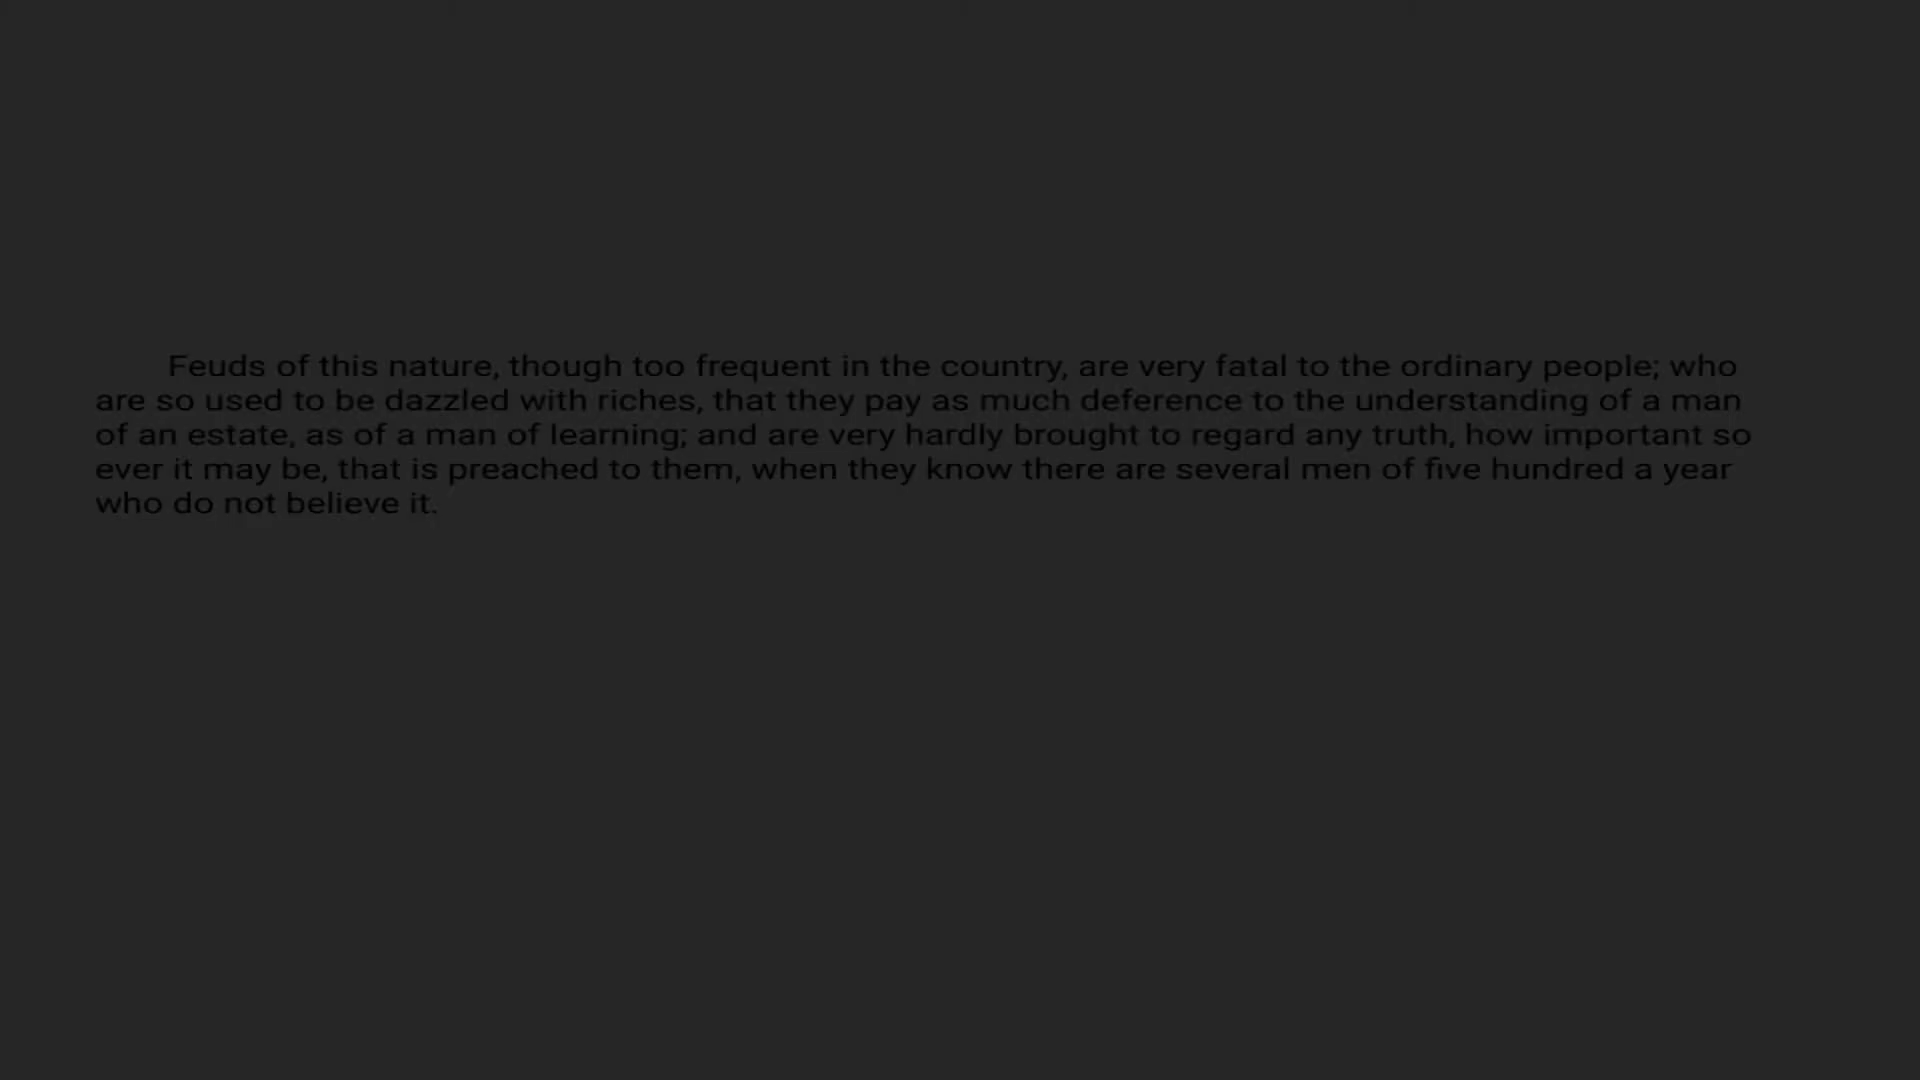 Feuds of this nature, though too frequent in the country, are very fatal to the ordinary people; who
are so used to be dazzled with riches, that they pay as much deference to the understanding of a man
of an estate, as of a man of learning; and are very hardly brought to regard any truth, how important so
ever it may be, that is preached to them, when they know there are several men of five hundred a year
who do not believe it.